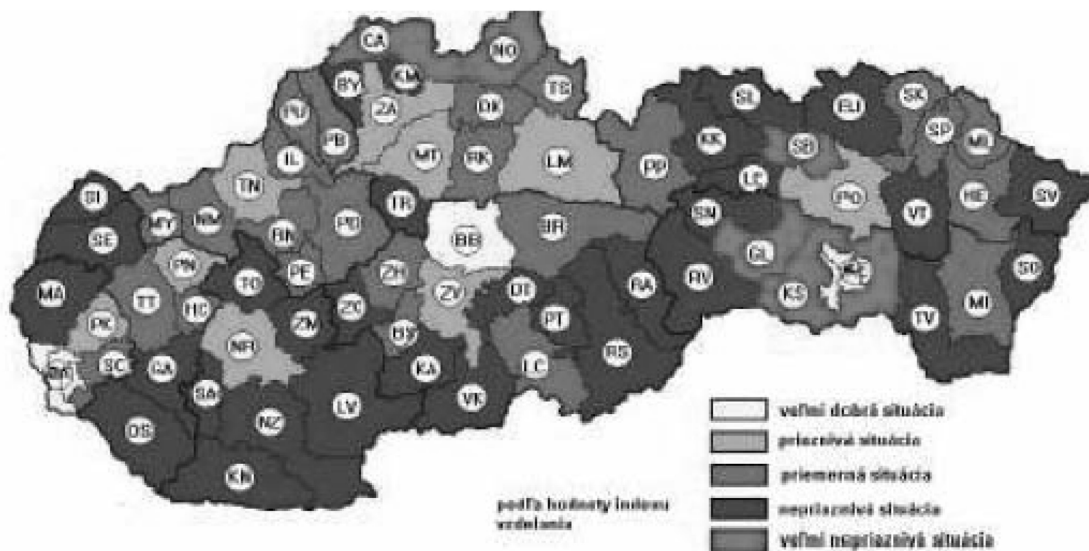 CA
NO
BY
KM
TS
ZA
DK
PU
PB
SL
SK
KK
SB
SP
IL
MT
RK
LM
PP
TN
LE
PO
HE
SV
SI
TR
SN
VT
MY
NM
PD
BB
BR
SE
BN
GL
SO
PN
PE
ZH
TO
ZV
RA
RV
KS
MI
MA
TT
HC
ZM
ZC
DT
PT
TV
PK
NR
BS
RS
SC
GA
KA
LC
SA
LV
VK
DS
NZ
KN
veľmi dobrá situácia
priaznivá situácia
priemerná situácia
nepriaznivá situácia
veľmi nepriaznivá situácia
podľa hodnoty indexu
vzdelania